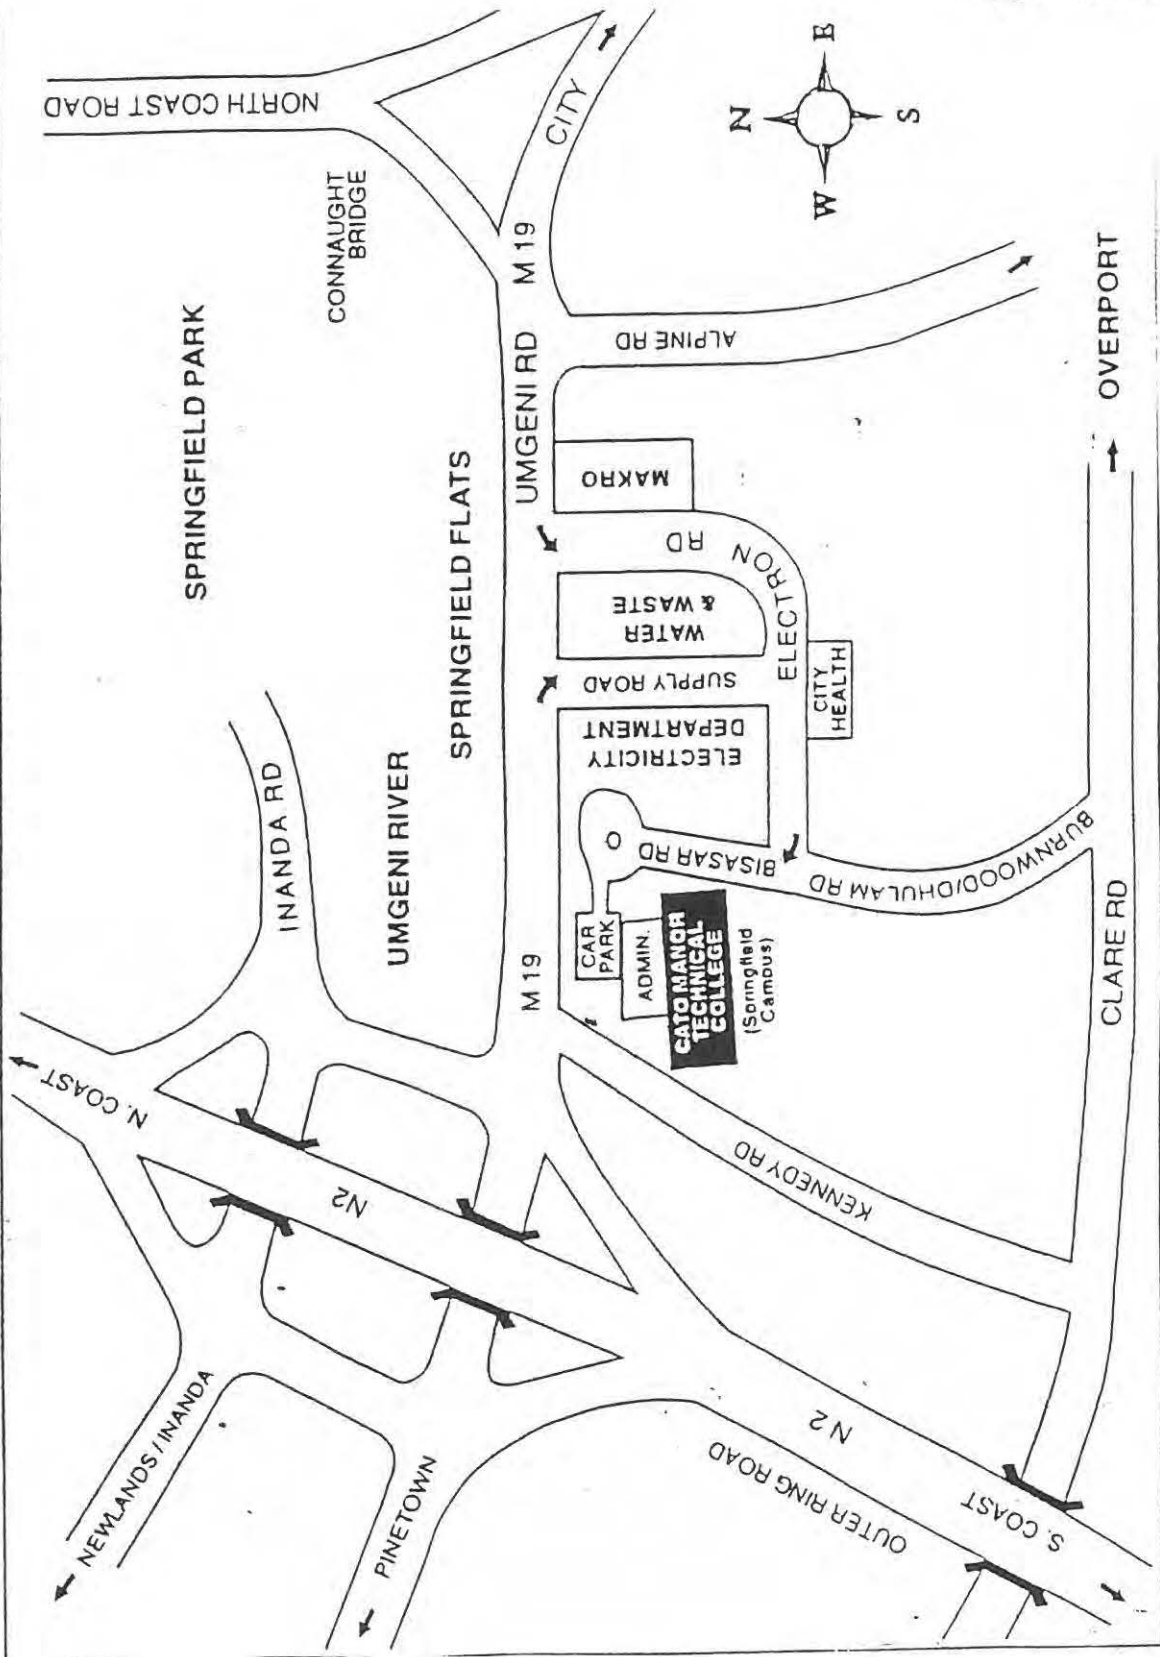 NORTH COAST ROAD
CONNAUGHT
BRIDGE
SPRINGFIELD PARK
CITY
M 19
UMGENI RD
ALPINE RD
N
E
S
W
OVERPORT
SPRINGFIELD FLATS
MAKRO
ELECTRON
RD
WATER
& WASTE
SUPPLY ROAD
CITY
HEALTH
ELECTRICITY
DEPARTMENT
INANDA RD
UMGENI RIVER
BISASAR RD
BURNWOOD/DHULAM RD
CLARE RD
M 19
CAR
PARK
ADMIN.
CATO MANOR
TECHNICAL
COLLEGE
(Springfield
Campus)
KENNEDY RD
N. COAST
N2
NEWLANDS / INANDA
PINETOWN
N 2
OUTER RING ROAD
S. COAST